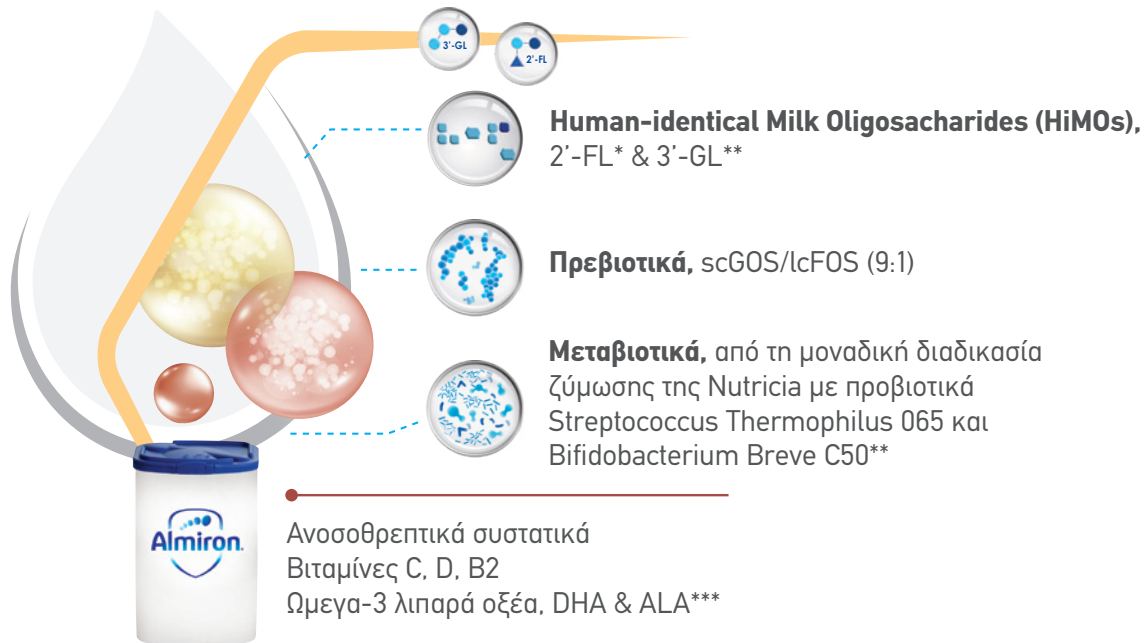 3'-GL
2'-FL
Human-identical Milk Oligosacharides (HiMOs),
2’-FL* & 3’-GL**
Πρεβιοτικά, scGOS/lcFOS (9:1)
Μεταβιοτικά, από τη μοναδική διαδικασία
ζύμωσης της Nutricia με προβιοτικά
Streptococcus Thermophilus 065 και
Bifidobacterium Breve C50**
Almiron
Ανοσοθρεπτικά συστατικά
Βιταμίνες C, D, B2
Ωμεγα-3 λιπαρά οξέα, DHA & ALA***